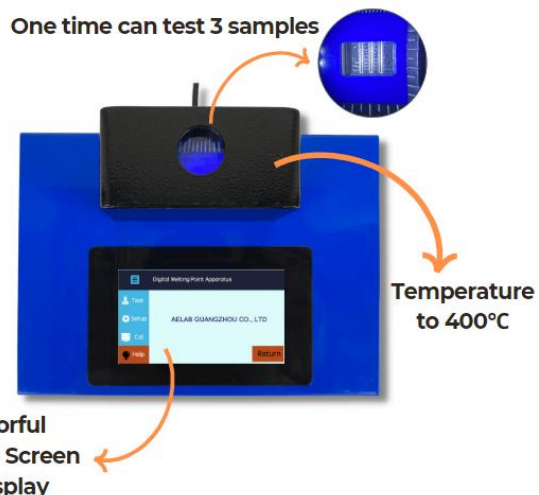 One time can test 3 samples
Temperature
to 400°C
Digital Melting Point Apparatus
Test
Setup
AELAB GUANGZHOU CO., LTD
Cal
Help
Return
orful
Screen
splay